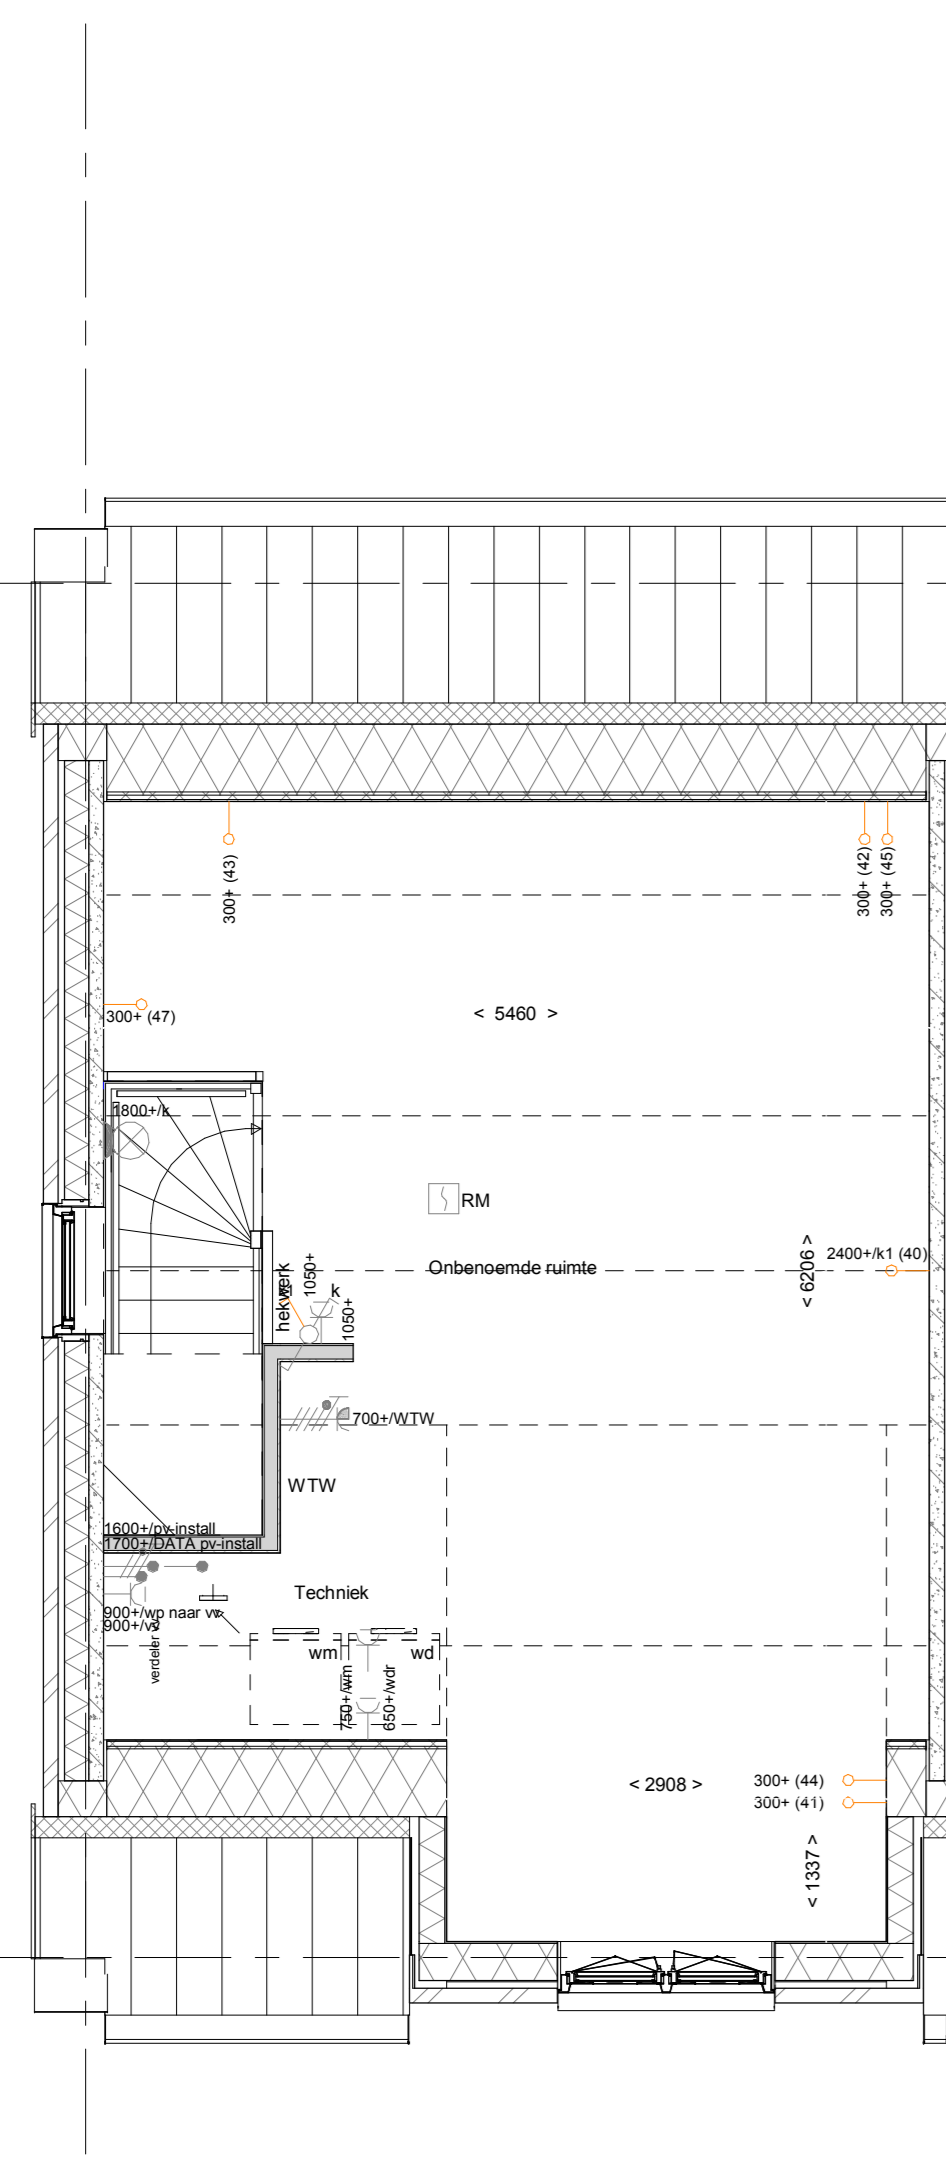 300+ (43)
300+ (42)
300+ (45)
300+ (47)
< 5460 >
1800+/k
RM
Onbenoemde ruimte
< 6206 >
2400+/k1 (40)
hekwerk
1050+
k
1050+
700+/WTW
WTW
1600+/pv-install
1700+/DATA pv-install
Techniek
900+/wp naar vv
900+/vv
verdeler
wm
wd
750+/wm
650+/wdr
< 2908 >
300+ (44)
300+ (41)
< 1337 >